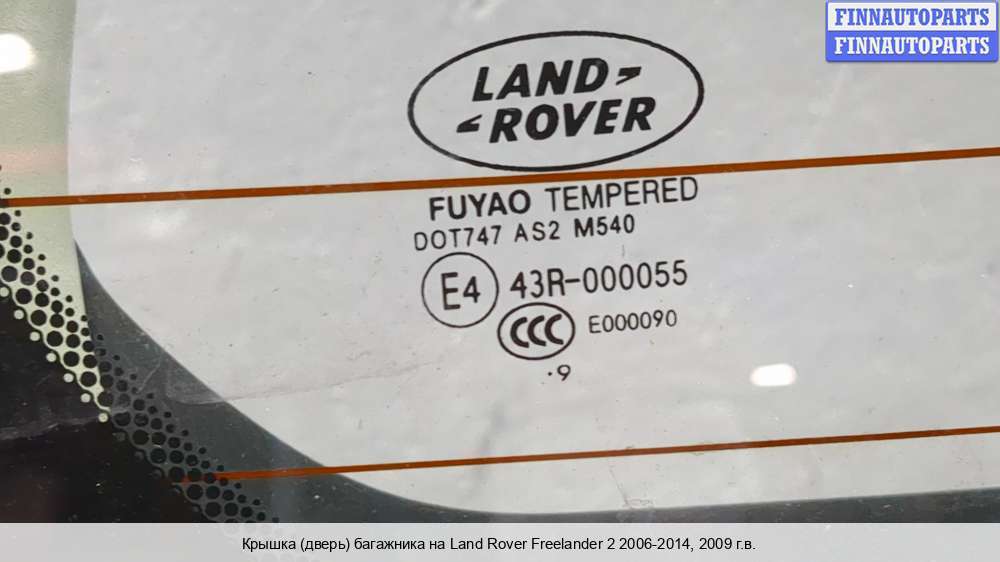 FINNAUTOPARTS
FINNAUTOPARTS
LAND
ROVER
FUYAO TEMPERED
DOT747 AS2 M540
E4 43R-000055
CCC E000090
.9
Крышка (дверь) багажника на Land Rover Freelander 2 2006-2014, 2009 г.в.